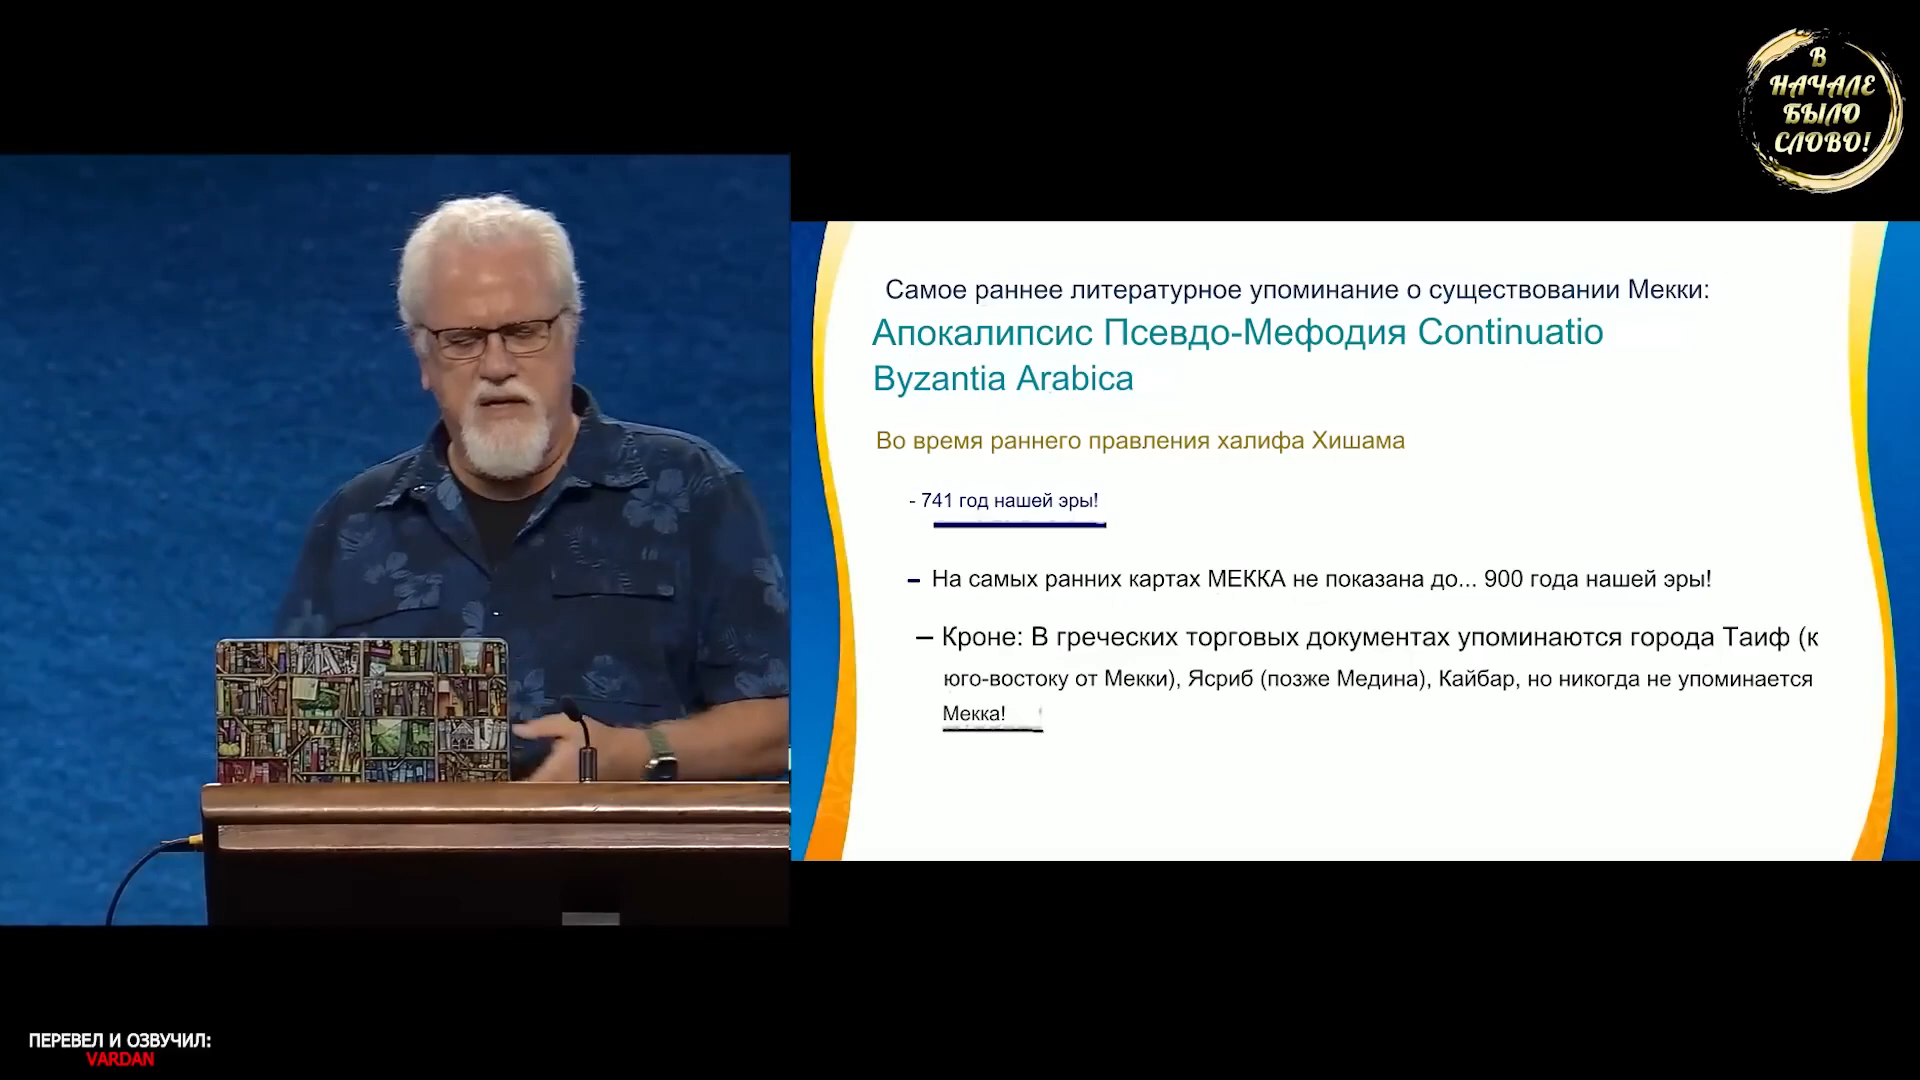 В
НАЧАЛЕ
БЫЛО
СЛОВО!
Самое раннее литературное упоминание о существовании Мекки:
Апокалипсис Псевдо-Мефодия Continuatio
Byzantia Arabica
Во время раннего правления халифа Хишама
- 741 год нашей эры!
– На самых ранних картах МЕККА не показана до... 900 года нашей эры!
– Кроне: В греческих торговых документах упоминаются города Таиф (к
юго-востоку от Мекки), Ясриб (позже Медина), Кайбар, но никогда не упоминается
Мекка!
ПЕРЕВЕЛ И ОЗВУЧИЛ:
VARDAN